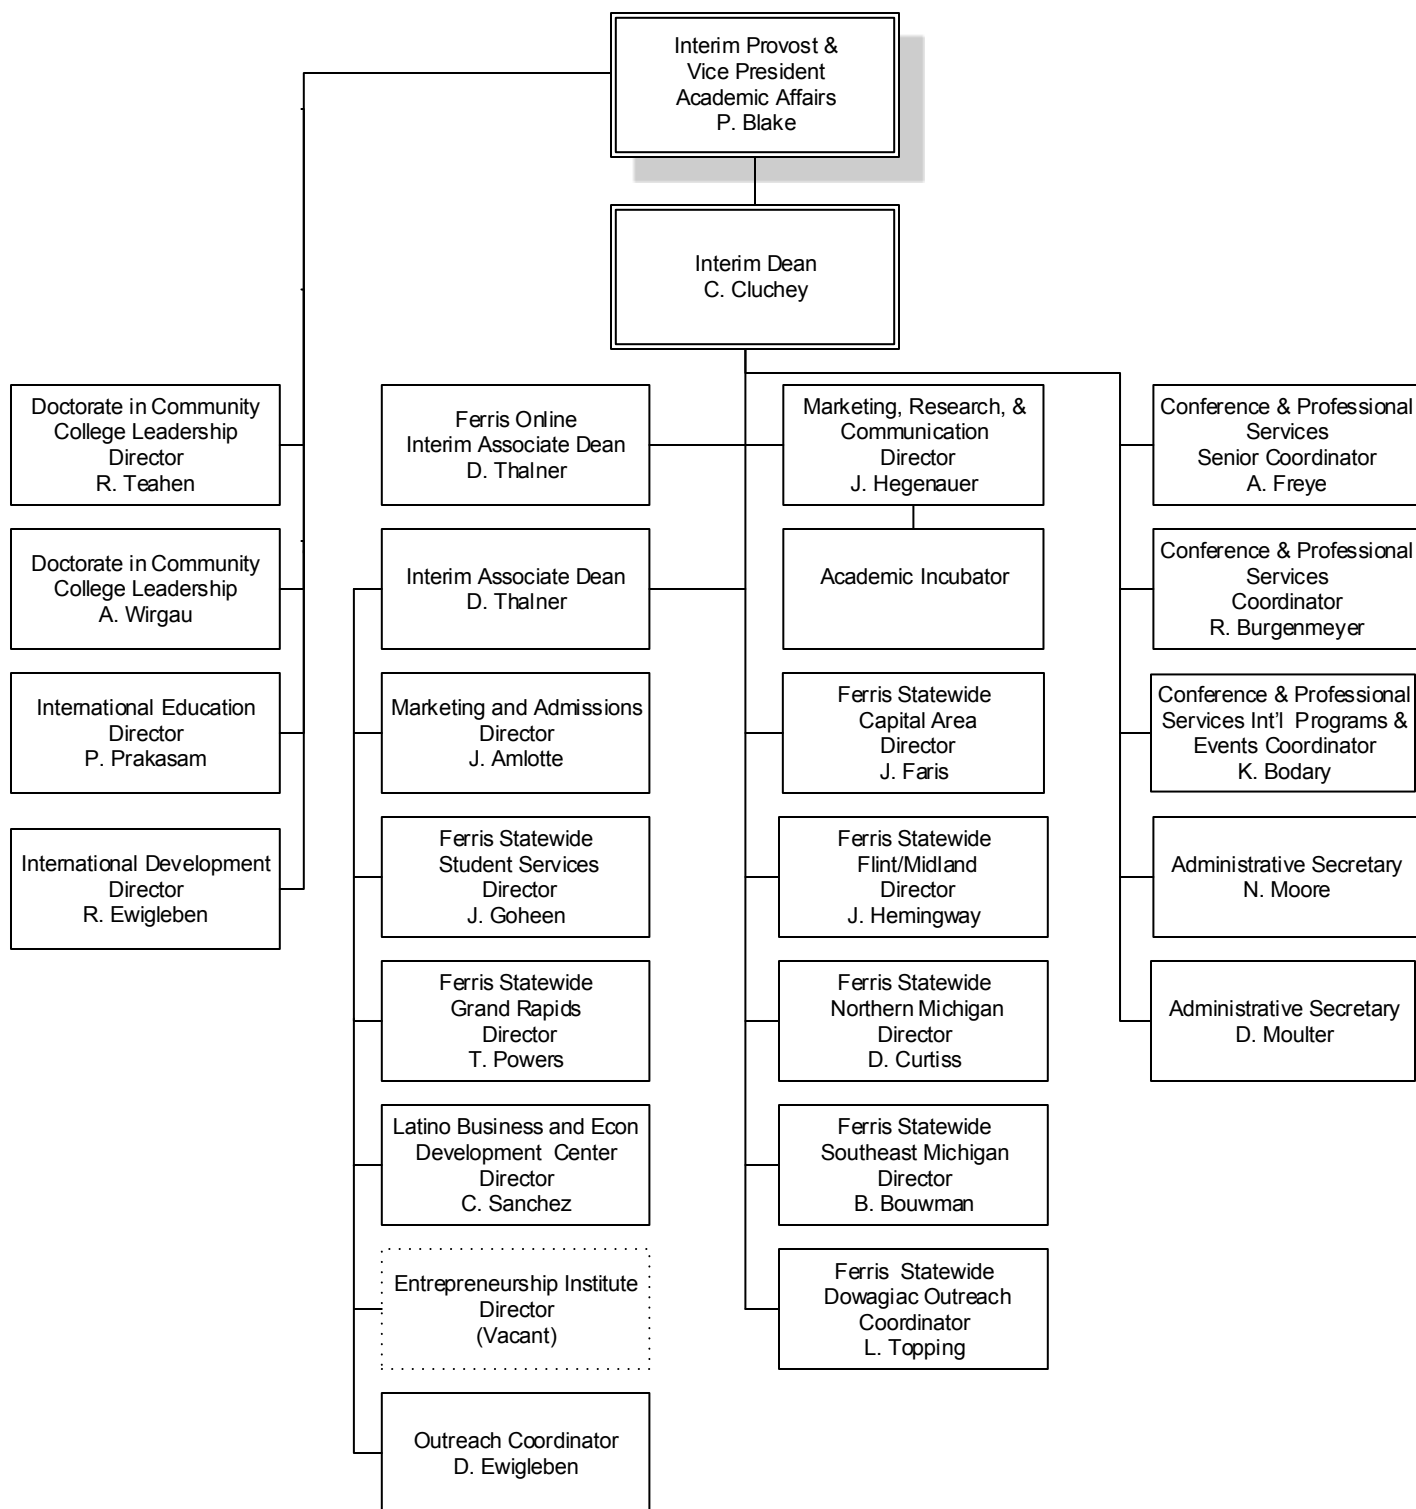 Interim Provost &
Vice President
Academic Affairs
P. Blake
Interim Dean
C. Cluchey
Doctorate in Community
College Leadership
Director
R. Teahen
Doctorate in Community
College Leadership
A. Wirgau
International Education
Director
P. Prakasam
International Development
Director
R. Ewigleben
Ferris Online
Interim Associate Dean
D. Thalner
Interim Associate Dean
D. Thalner
Marketing and Admissions
Director
J. Amlotte
Ferris Statewide
Student Services
Director
J. Goheen
Ferris Statewide
Grand Rapids
Director
T. Powers
Latino Business and Econ
Development Center
Director
C. Sanchez
Entrepreneurship Institute
Director
(Vacant)
Outreach Coordinator
D. Ewigleben
Marketing, Research, &
Communication
Director
J. Hegenauer
Academic Incubator
Ferris Statewide
Capital Area
Director
J. Faris
Ferris Statewide
Flint/Midland
Director
J. Hemingway
Ferris Statewide
Northern Michigan
Director
D. Curtiss
Ferris Statewide
Southeast Michigan
Director
B. Bouwman
Ferris Statewide
Dowagiac Outreach
Coordinator
L. Topping
Conference & Professional
Services
Senior Coordinator
A. Freye
Conference & Professional
Services
Coordinator
R. Burgenmeyer
Conference & Professional
Services Int'l Programs &
Events Coordinator
K. Bodary
Administrative Secretary
N. Moore
Administrative Secretary
D. Moulter